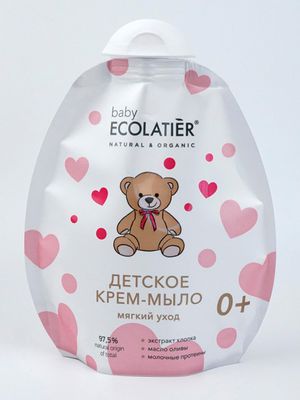 baby
ECOLATIER®
NATURAL & ORGANIC
ДЕТСКОЕ
КРЕМ-МЫЛО
мягкий уход
0+
97,5%
natural origin
of total
• экстракт хлопка
• масло оливы
• молочные протеины